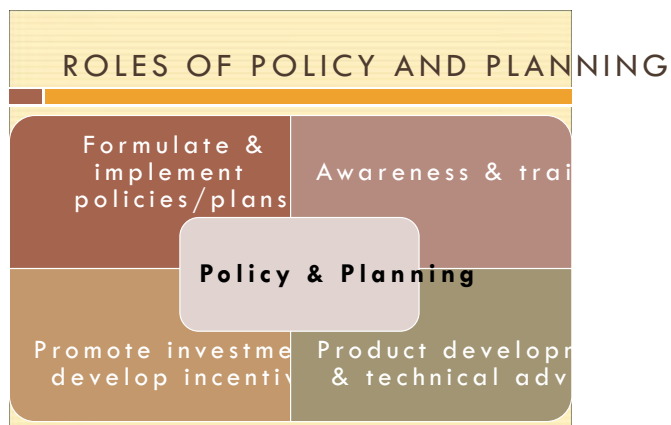 ROLES OF POLICY AND PLANNING
Formulate &
implement
policies/plans
Awareness & trai
Policy & Planning
Promote investme
develop incentiv
Product develop
& technical adv